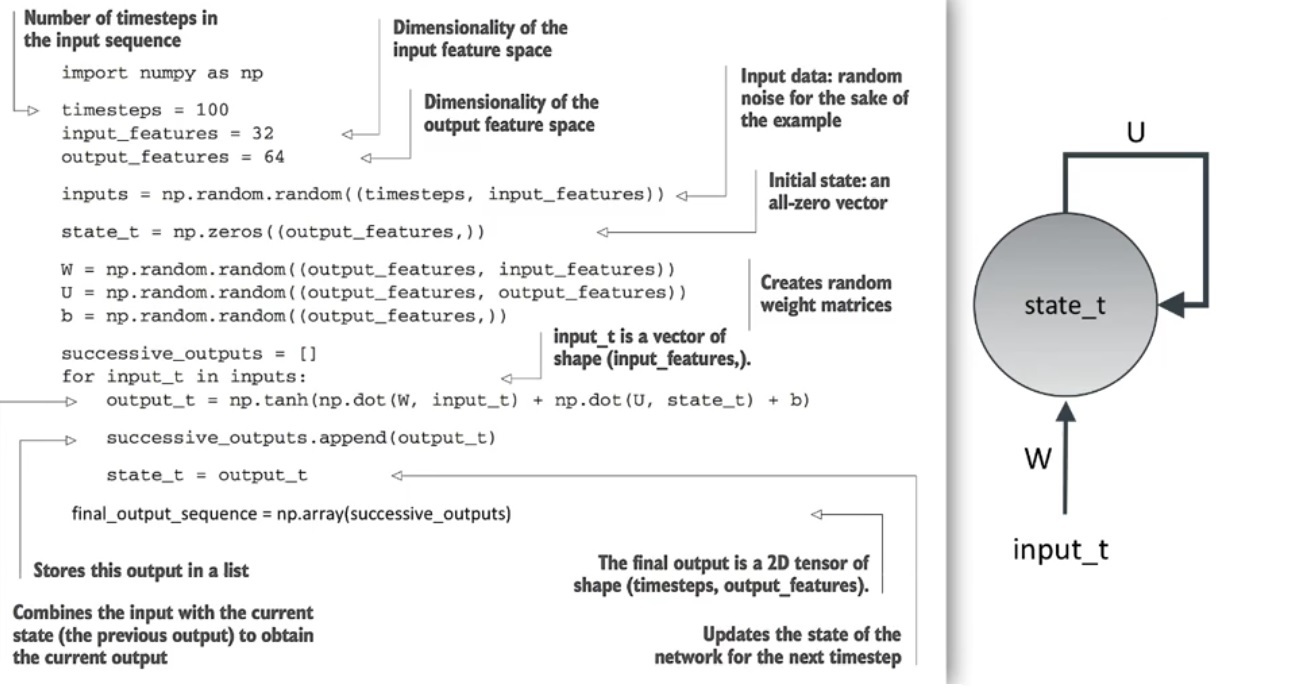 Number of timesteps in
the input sequence
Dimensionality of the
input feature space
import numpy as np
Input data: random
noise for the sake of
the example
Dimensionality of the
output feature space
timesteps = 100
input_features = 32
output_features = 64
inputs = np.random.random((timesteps, input_features))
Initial state: an
all-zero vector
state_t = np.zeros((output_features,))
W = np.random.random((output_features, input_features))
U = np.random.random((output_features, output_features))
b = np.random.random((output_features,))
Creates random
weight matrices
input_t is a vector of
shape (input_features,).
successive_outputs = []
for input_t in inputs:
output_t = np.tanh(np.dot(W, input_t) + np.dot(U, state_t) + b)
successive_outputs.append(output_t)
state_t = output_t
final_output_sequence = np.array(successive_outputs)
Stores this output in a list
The final output is a 2D tensor of
shape (timesteps, output_features).
Combines the input with the current
state (the previous output) to obtain
the current output
Updates the state of the
network for the next timestep
U
state_t
W
input_t